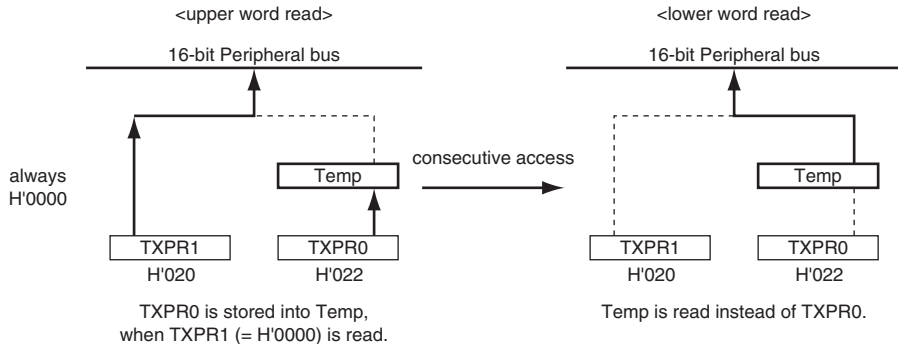 <upper word read>
16-bit Peripheral bus
always
H'0000
Temp
TXPR1
TXPR0
H'020
H'022
TXPR0 is stored into Temp,
when TXPR1 (= H'0000) is read.
consecutive access
<lower word read>
16-bit Peripheral bus
Temp
TXPR1
TXPR0
H'020
H'022
Temp is read instead of TXPR0.